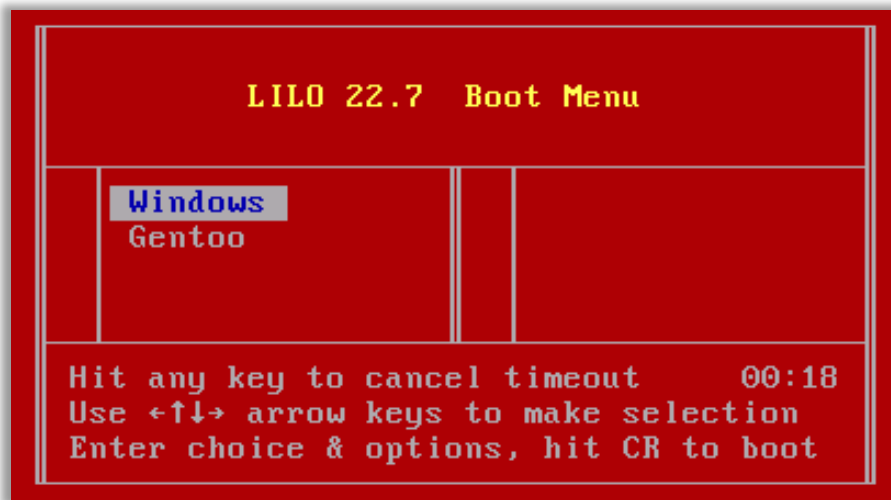 LILO 22.7 Boot Menu
Windows
Gentoo
Hit any key to cancel timeout 00:18
Use ←↑↓→ arrow keys to make selection
Enter choice & options, hit CR to boot